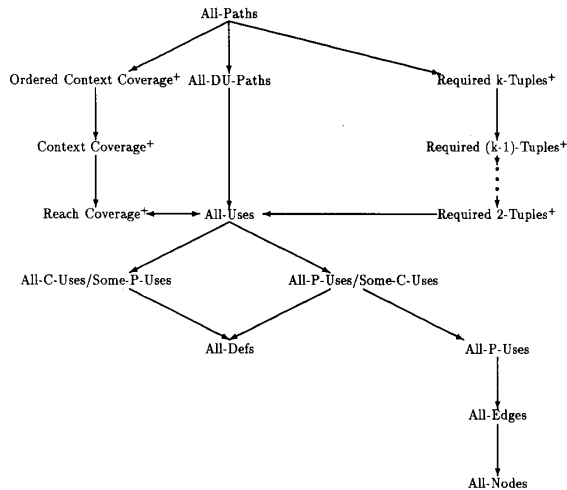 All-Paths
Ordered Context Coverage+
All-DU-Paths
Required k-Tuples+
Context Coverage+
Required (k-1)-Tuples+
Reach Coverage+
All-Uses
Required 2-Tuples+
All-C-Uses/Some-P-Uses
All-P-Uses/Some-C-Uses
All-Defs
All-P-Uses
All-Edges
All-Nodes